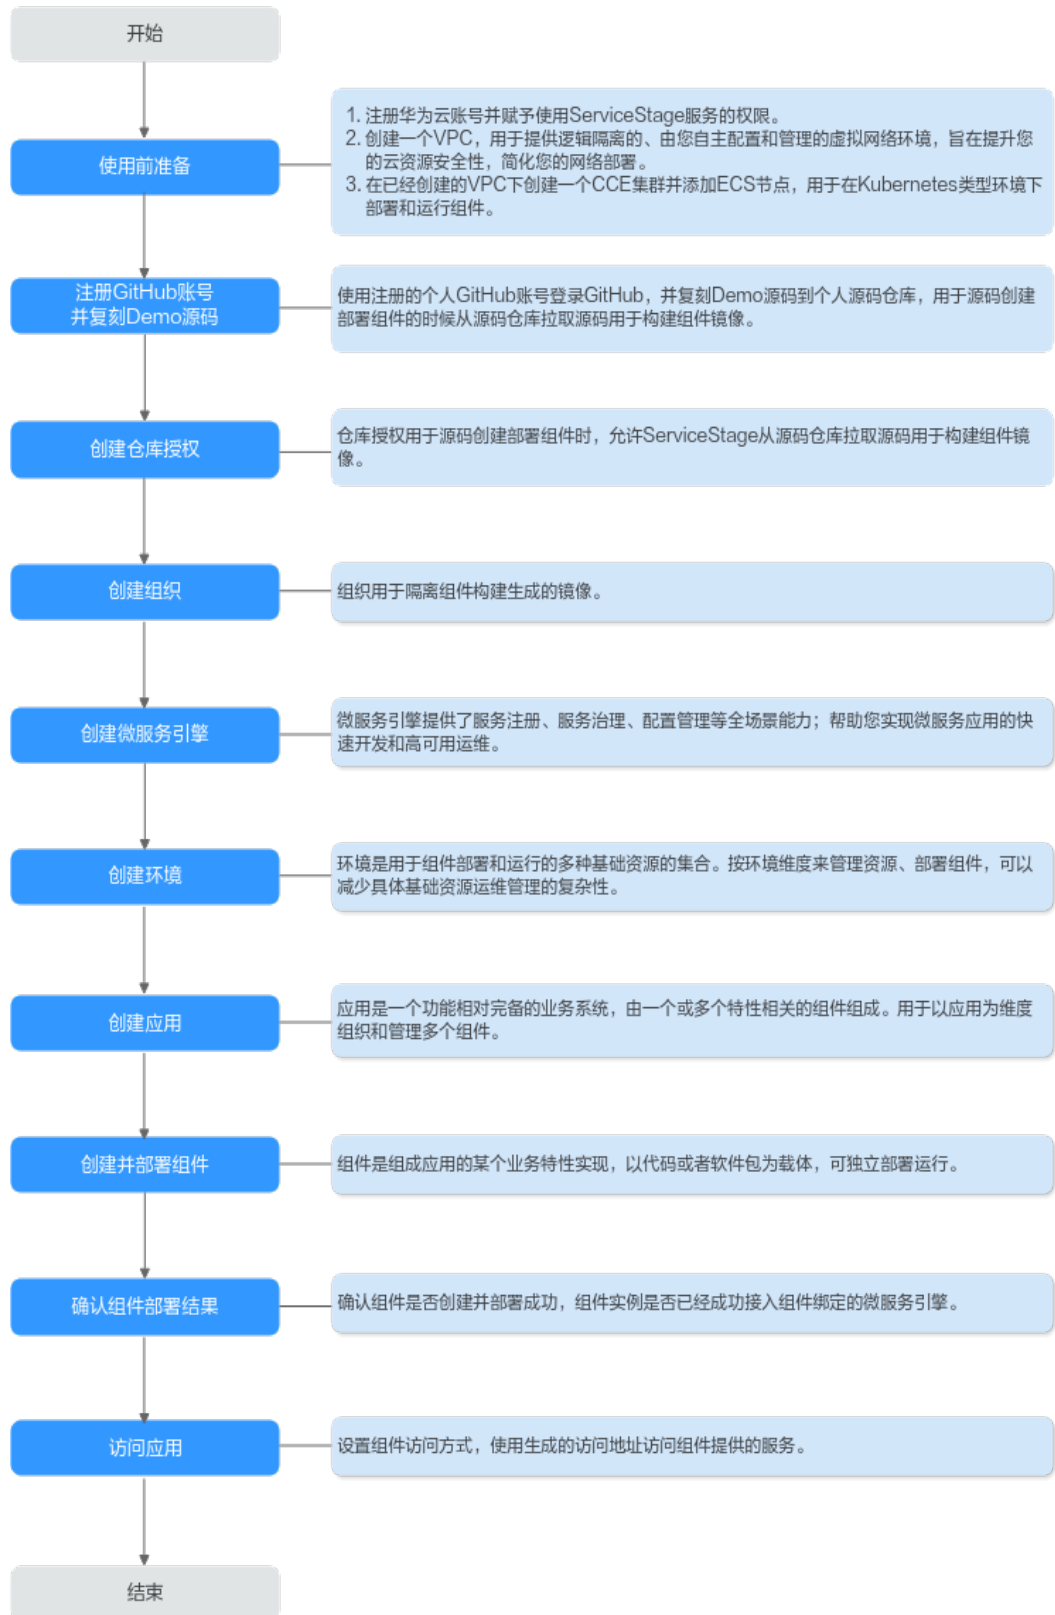 开始
使用前准备
1. 注册华为云账号并赋予使用ServiceStage服务的权限。
2. 创建一个VPC，用于提供逻辑隔离的、由您自主配置和管理的虚拟网络环境，旨在提升您
的云资源安全性，简化您的网络部署。
3. 在已经创建的VPC下创建一个CCE集群并添加ECS节点，用于在Kubernetes类型环境下
部署和运行组件。
注册GitHub账号
并复刻Demo源码
使用注册的个人GitHub账号登录GitHub，并复刻Demo源码到个人源码仓库，用于源码创建
部署组件的时候从源码仓库拉取源码用于构建组件镜像。
创建仓库授权
仓库授权用于源码创建部署组件时，允许ServiceStage从源码仓库拉取源码用于构建组件镜
像。
创建组织
组织用于隔离组件构建生成的镜像。
创建微服务引擎
微服务引擎提供了服务注册、服务治理、配置管理等全场景能力；帮助您实现微服务应用的快
速开发和高可用运维。
创建环境
环境是用于组件部署和运行的多种基础资源的集合。按环境维度来管理资源、部署组件，可以
减少具体基础资源运维管理的复杂性。
创建应用
应用是一个功能相对完备的业务系统，由一个或多个特性相关的组件组成。用于以应用为维度
组织和管理多个组件。
创建并部署组件
组件是组成应用的某个业务特性实现，以代码或者软件包为载体，可独立部署运行。
确认组件部署结果
确认组件是否创建并部署成功，组件实例是否已经成功接入组件绑定的微服务引擎。
访问应用
设置组件访问方式，使用生成的访问地址访问组件提供的服务。
结束